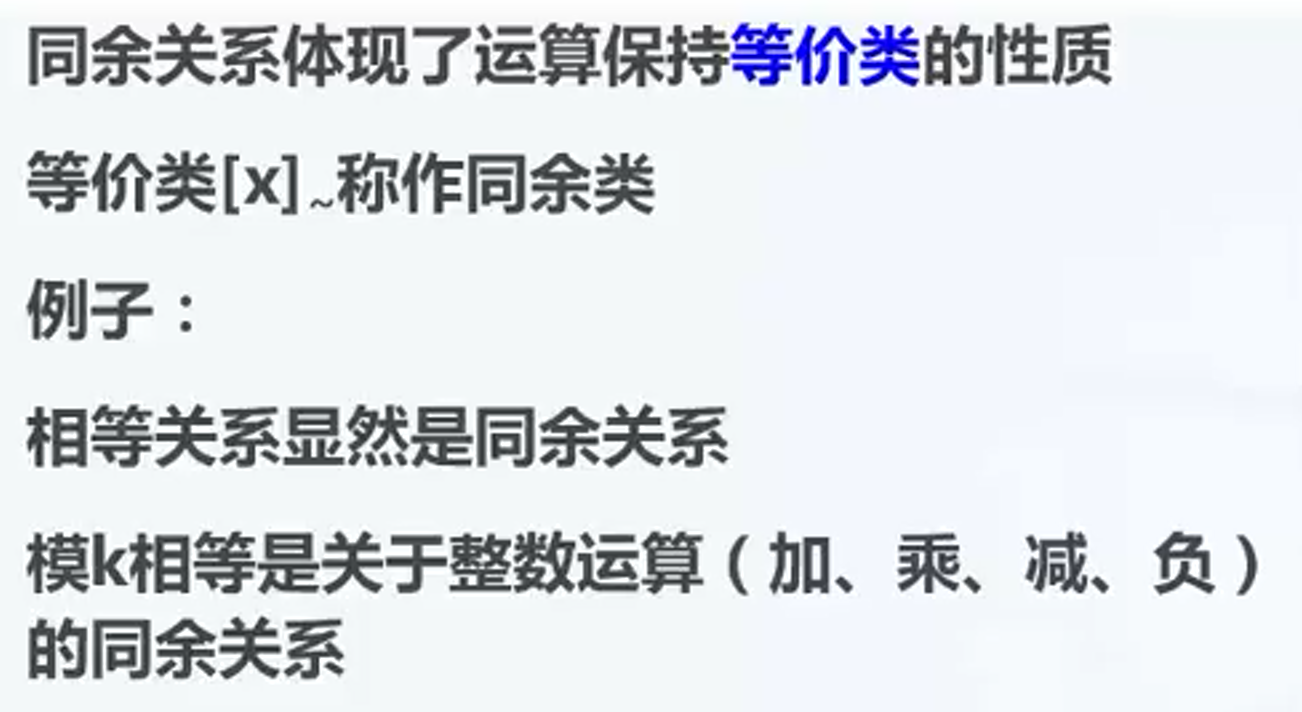 同余关系体现了运算保持等价类的性质
等价类[x]~称作同余类
例子：
相等关系显然是同余关系
模k相等是关于整数运算（加、乘、减、负）
的同余关系